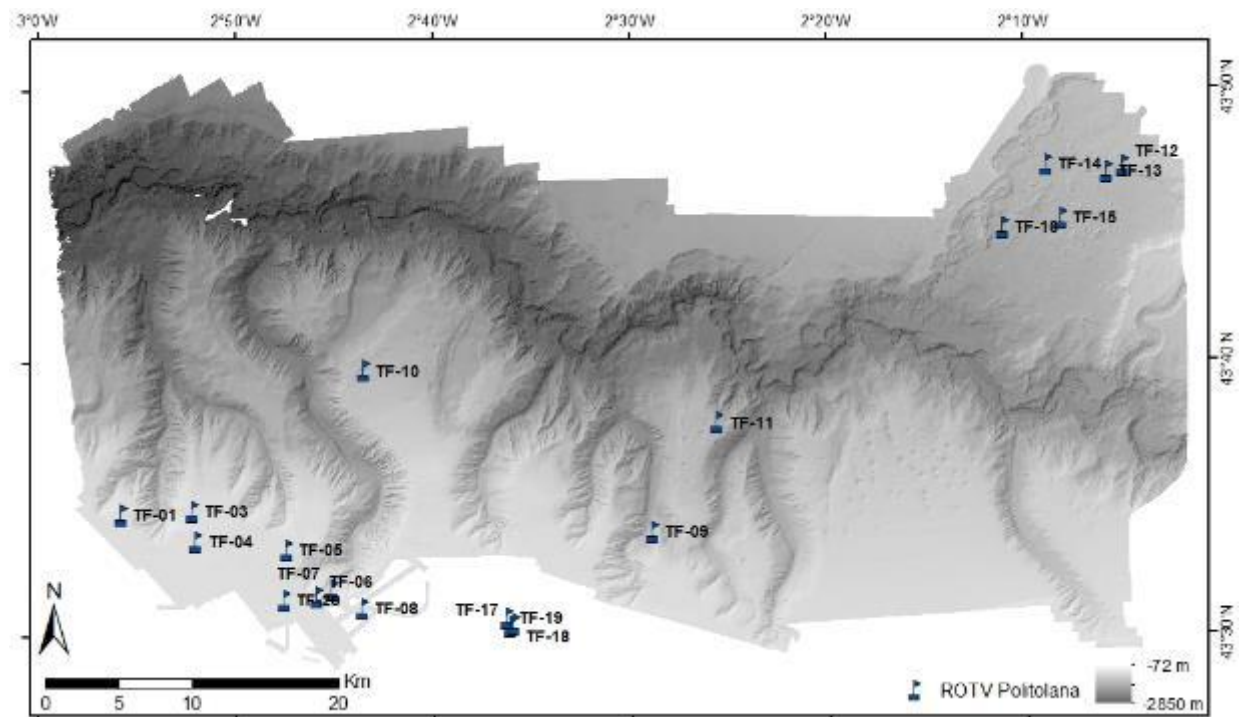 3°0'W 2°50'W 2°40'W 2°30'W 2°20'W 2°10'W
43°50'N
TF-12
TF-14
TF-13
TF-15
TF-16
43°40'N
TF-10
TF-11
TF-01
TF-03
TF-04
TF-09
TF-05
TF-07
TF-06
TF-08
TF-17
TF-19
TF-18
43°30'N
N
Km
0 5 10 20
ROTV Politolana
-72 m
-2850 m